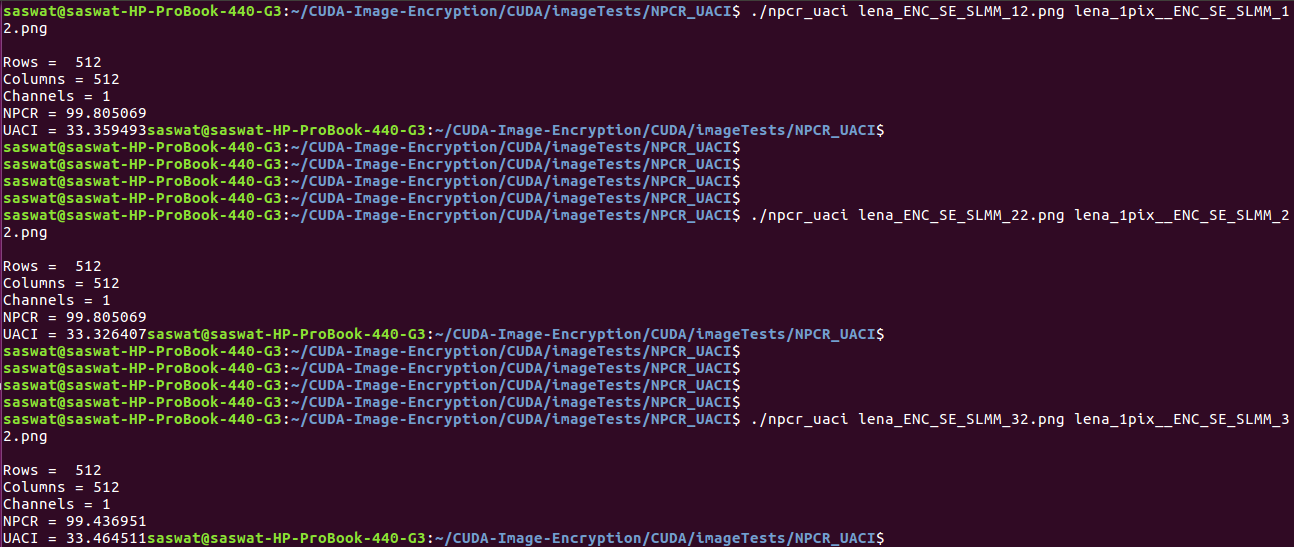 saswat@saswat-HP-ProBook-440-G3:~/CUDA-Image-Encryption/CUDA/imageTests/NPCR_UACI$ ./npcr_uaci lena_ENC_SE_SLMM_12.png lena_1pix__ENC_SE_SLMM_1
2.png

Rows =  512
Columns = 512
Channels = 1
NPCR = 99.805069
UACI = 33.359493saswat@saswat-HP-ProBook-440-G3:~/CUDA-Image-Encryption/CUDA/imageTests/NPCR_UACI$
saswat@saswat-HP-ProBook-440-G3:~/CUDA-Image-Encryption/CUDA/imageTests/NPCR_UACI$
saswat@saswat-HP-ProBook-440-G3:~/CUDA-Image-Encryption/CUDA/imageTests/NPCR_UACI$
saswat@saswat-HP-ProBook-440-G3:~/CUDA-Image-Encryption/CUDA/imageTests/NPCR_UACI$
saswat@saswat-HP-ProBook-440-G3:~/CUDA-Image-Encryption/CUDA/imageTests/NPCR_UACI$
saswat@saswat-HP-ProBook-440-G3:~/CUDA-Image-Encryption/CUDA/imageTests/NPCR_UACI$ ./npcr_uaci lena_ENC_SE_SLMM_22.png lena_1pix__ENC_SE_SLMM_2
2.png

Rows =  512
Columns = 512
Channels = 1
NPCR = 99.805069
UACI = 33.326407saswat@saswat-HP-ProBook-440-G3:~/CUDA-Image-Encryption/CUDA/imageTests/NPCR_UACI$
saswat@saswat-HP-ProBook-440-G3:~/CUDA-Image-Encryption/CUDA/imageTests/NPCR_UACI$
saswat@saswat-HP-ProBook-440-G3:~/CUDA-Image-Encryption/CUDA/imageTests/NPCR_UACI$
saswat@saswat-HP-ProBook-440-G3:~/CUDA-Image-Encryption/CUDA/imageTests/NPCR_UACI$
saswat@saswat-HP-ProBook-440-G3:~/CUDA-Image-Encryption/CUDA/imageTests/NPCR_UACI$
saswat@saswat-HP-ProBook-440-G3:~/CUDA-Image-Encryption/CUDA/imageTests/NPCR_UACI$ ./npcr_uaci lena_ENC_SE_SLMM_32.png lena_1pix__ENC_SE_SLMM_3
2.png

Rows =  512
Columns = 512
Channels = 1
NPCR = 99.436951
UACI = 33.464511saswat@saswat-HP-ProBook-440-G3:~/CUDA-Image-Encryption/CUDA/imageTests/NPCR_UACI$